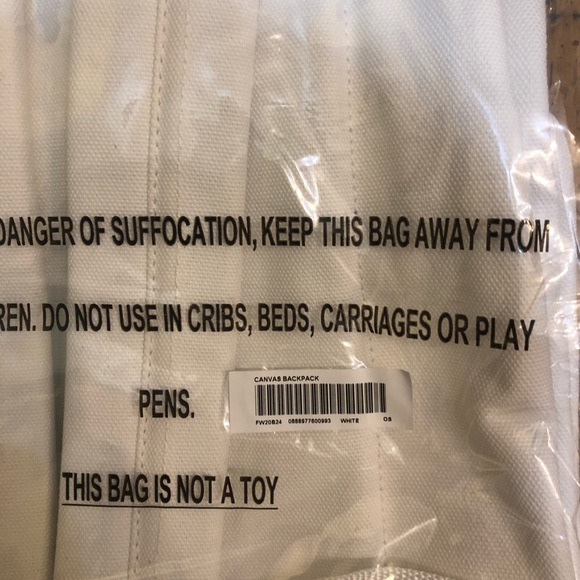 DANGER OF SUFFOCATION, KEEP THIS BAG AWAY FROM
REN. DO NOT USE IN CRIBS, BEDS, CARRIAGES OR PLAY
PENS.
CANVAS BACKPACK
FW20B24 0888977600993 WHITE OS
THIS BAG IS NOT A TOY